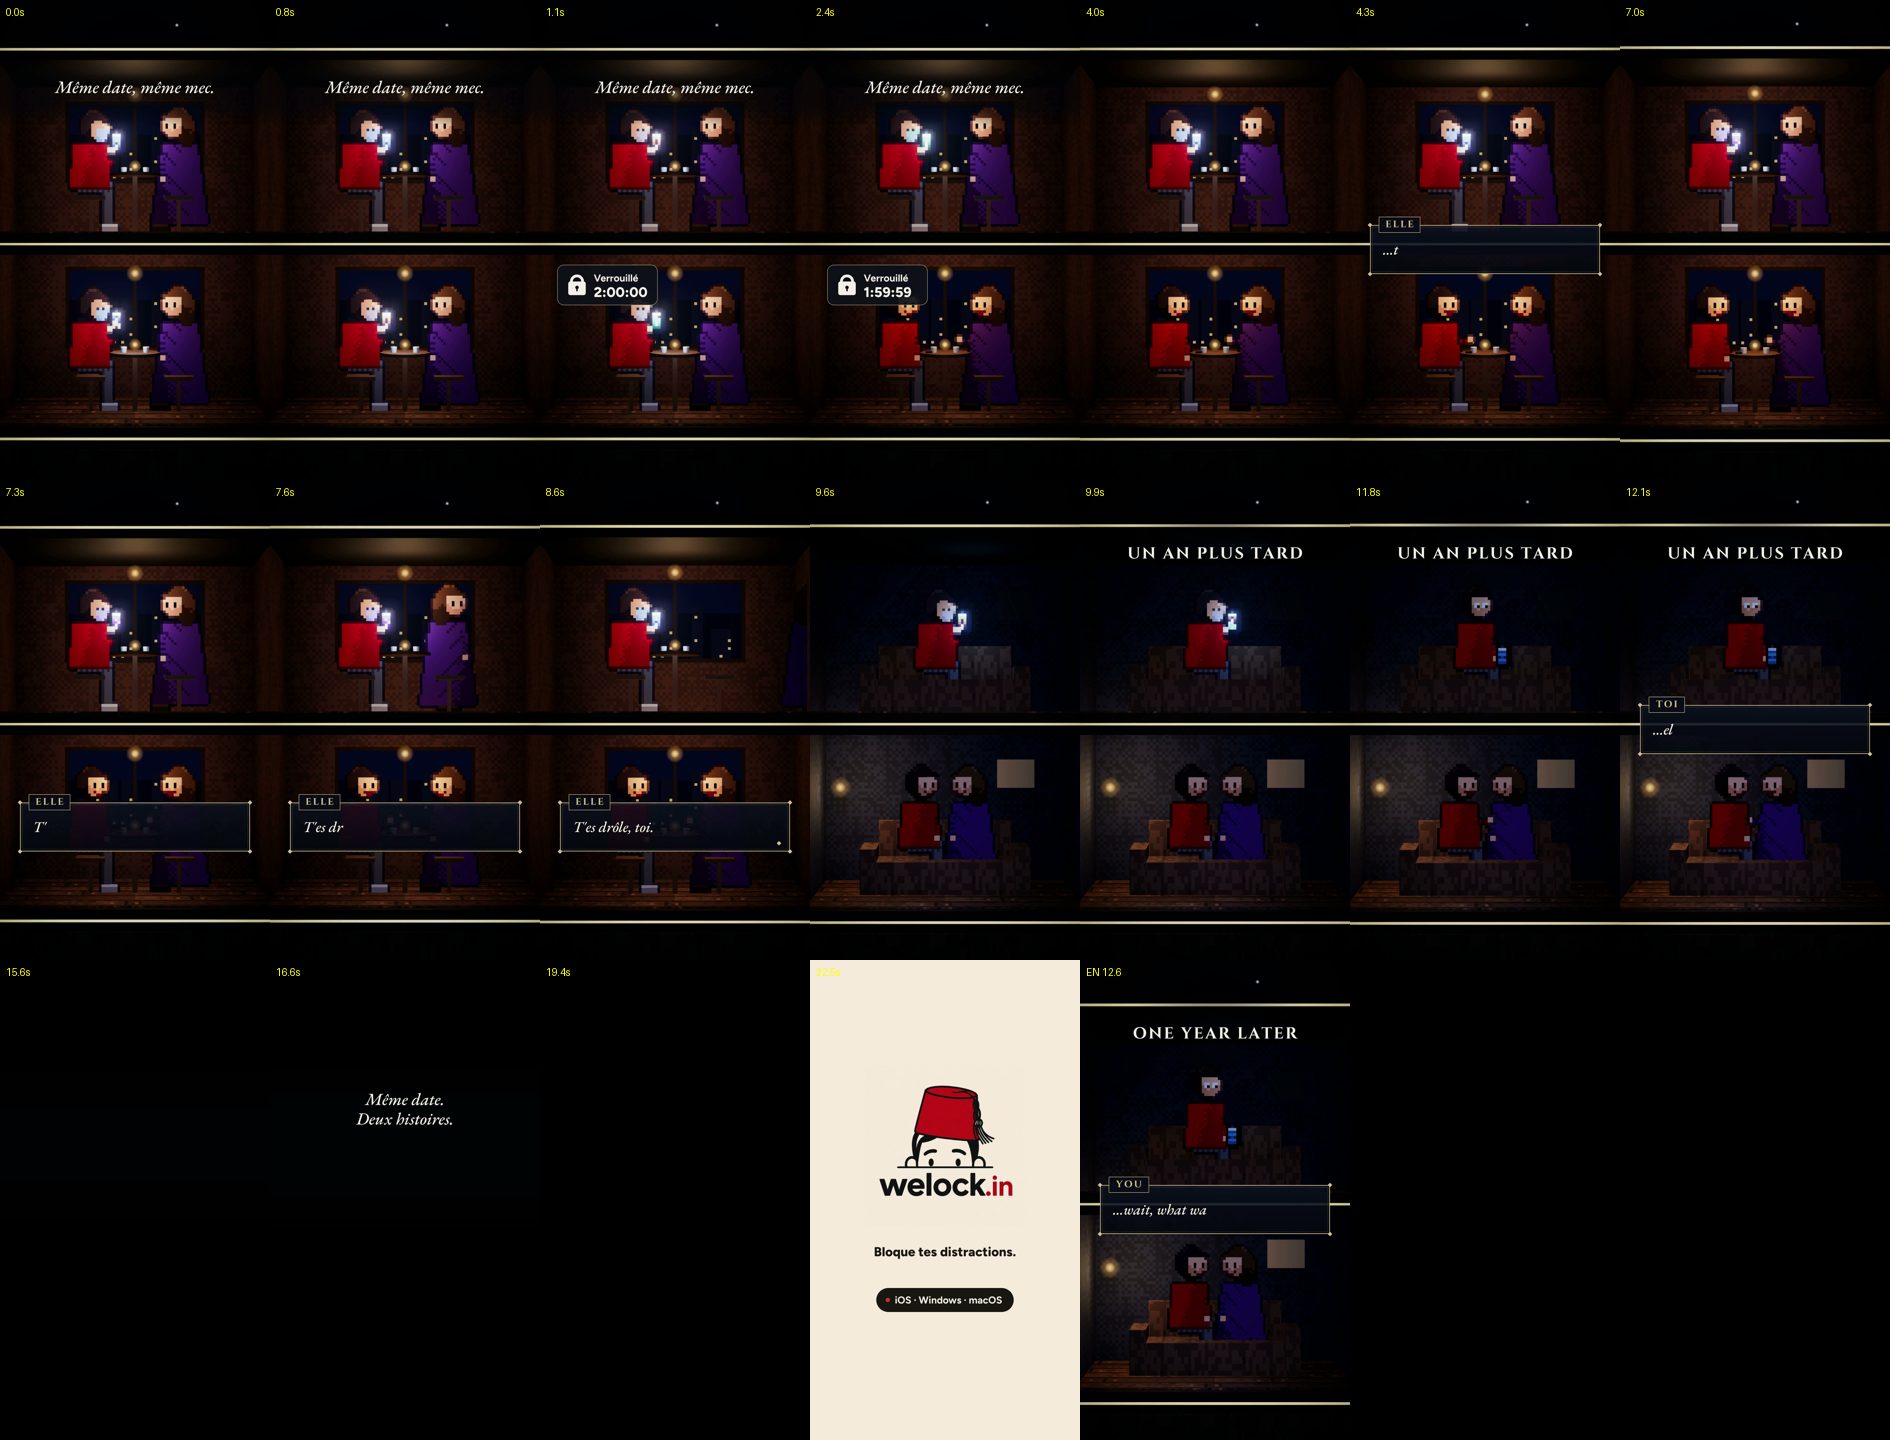 0.0s
0.8s
1.1s
2.4s
4.0s
4.3s
7.0s
Même date, même mec.
Même date, même mec.
Même date, même mec.
Même date, même mec.
ELLE
...t
Verrouillé
2:00:00
Verrouillé
1:59:59
7.3s
7.6s
8.6s
9.6s
9.9s
11.8s
12.1s
UN AN PLUS TARD
UN AN PLUS TARD
UN AN PLUS TARD
TOI
...el
ELLE
T'
ELLE
T'es dr
ELLE
T'es drôle, toi.
15.6s
16.6s
19.4s
22.5s
EN 12.6
ONE YEAR LATER
Même date.
Deux histoires.
welock.in
YOU
...wait, what wa
Bloque tes distractions.
iOS · Windows · macOS